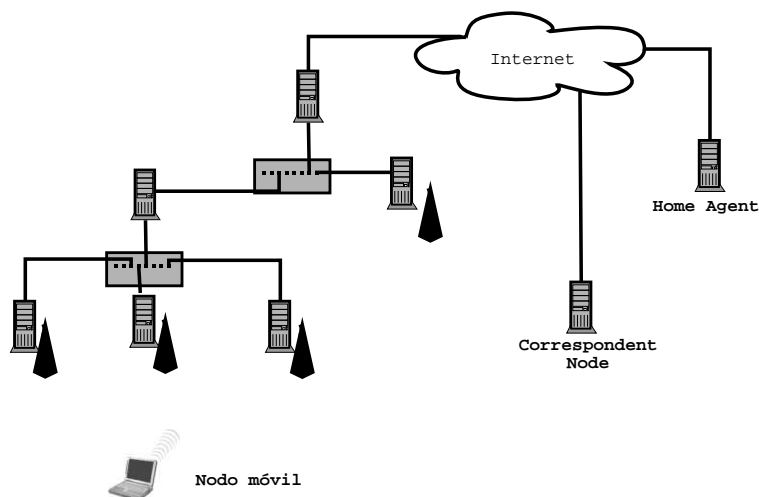 Internet
Home Agent
Correspondent
Node
Nodo móvil